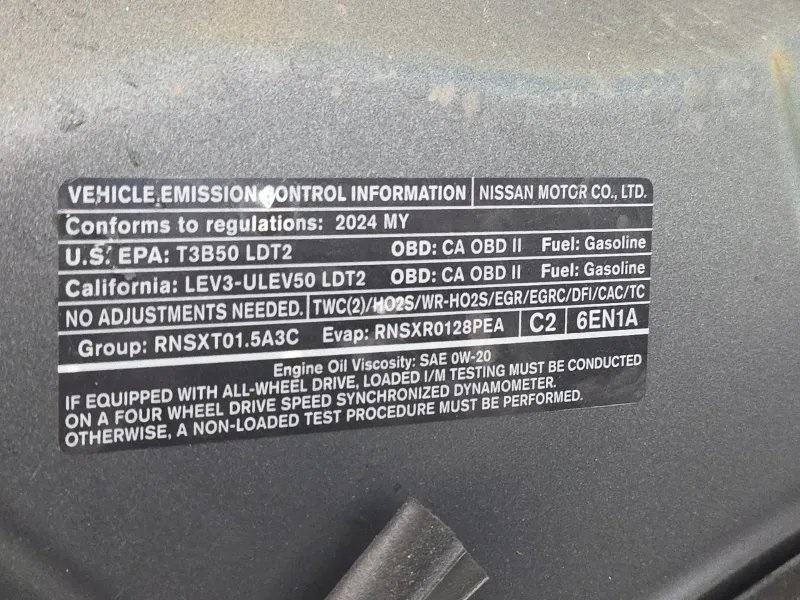 VEHICLE EMISSION CONTROL INFORMATION NISSAN MOTOR CO., LTD.
Conforms to regulations: 2024 MY
U.S. EPA: T3B50 LDT2 OBD: CA OBD II Fuel: Gasoline
California: LEV3-ULEV50 LDT2 OBD: CA OBD II Fuel: Gasoline
NO ADJUSTMENTS NEEDED. TWC(2)/HO2S/WR-HO2S/EGR/EGRC/DFI/CAC/TC
Group: RNSXT01.5A3C Evap: RNSXR0128PEA C2 6EN1A
Engine Oil Viscosity: SAE 0W-20
IF EQUIPPED WITH ALL-WHEEL DRIVE, LOADED I/M TESTING MUST BE CONDUCTED
ON A FOUR WHEEL DRIVE SPEED SYNCHRONIZED DYNAMOMETER.
OTHERWISE, A NON-LOADED TEST PROCEDURE MUST BE PERFORMED.